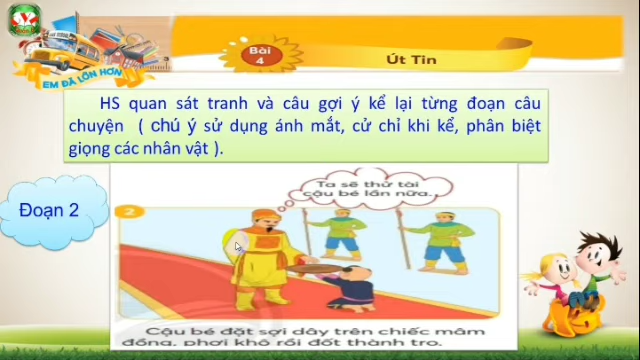 EM ĐÃ LỚN HƠN
Bài
4
Út Tin
HS quan sát tranh và câu gợi ý kể lại từng đoạn câu
chuyện ( chú ý sử dụng ánh mắt, cử chỉ khi kể, phân biệt
giọng các nhân vật ).
Đoạn 2
2
Ta sẽ thử tài
cậu bé lần nữa.
Cậu bé đặt sợi dây trên chiếc mâm
đồng, phơi khô rồi đốt thành tro.